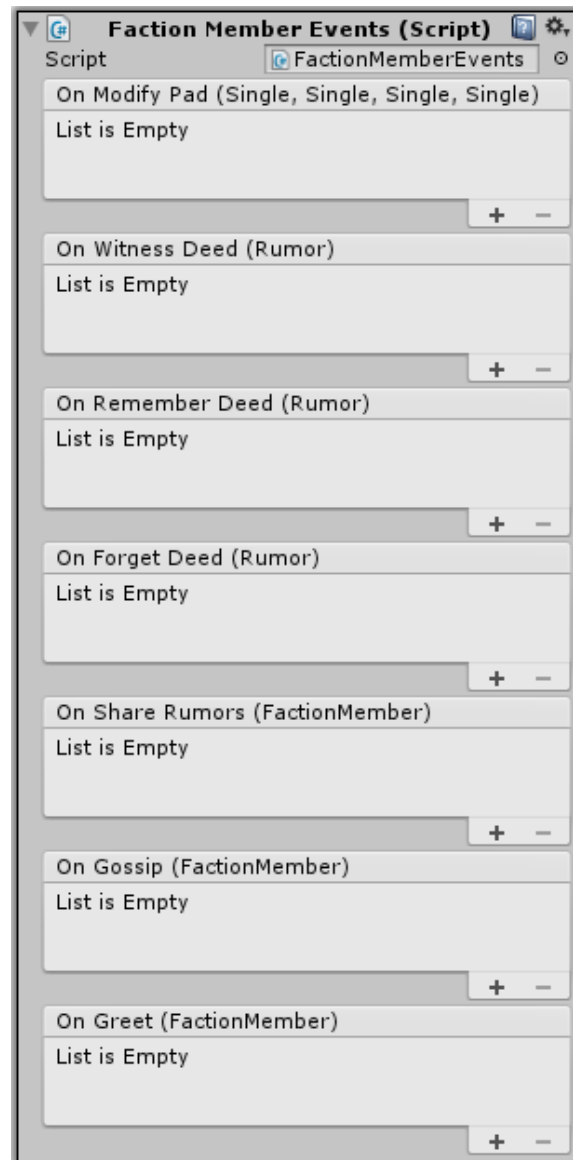 Faction Member Events (Script)
Script FactionMemberEvents
On Modify Pad (Single, Single, Single, Single)
List is Empty
+ −
On Witness Deed (Rumor)
List is Empty
+ −
On Remember Deed (Rumor)
List is Empty
+ −
On Forget Deed (Rumor)
List is Empty
+ −
On Share Rumors (FactionMember)
List is Empty
+ −
On Gossip (FactionMember)
List is Empty
+ −
On Greet (FactionMember)
List is Empty
+ −